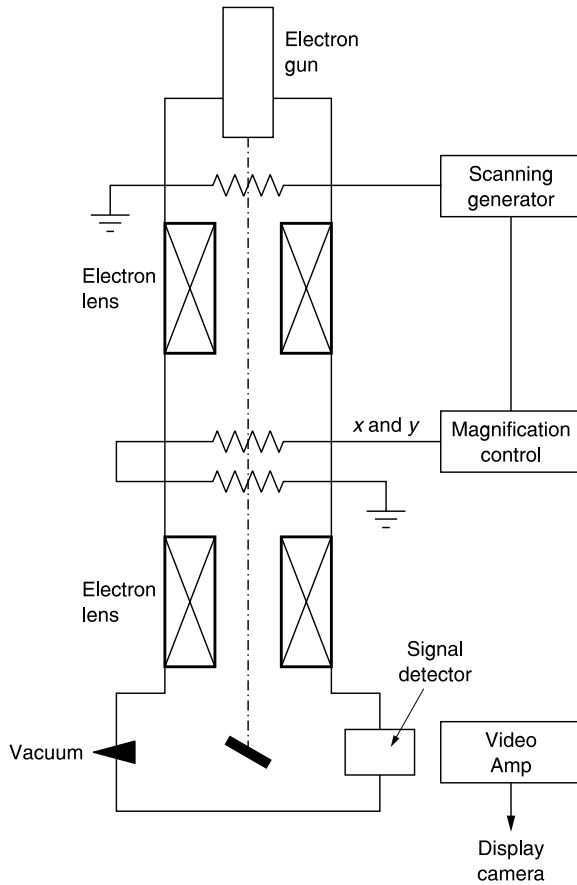 Electron
gun
Scanning
generator
Electron
lens
x and y
Magnification
control
Electron
lens
Signal
detector
Vacuum
Video
Amp
Display
camera